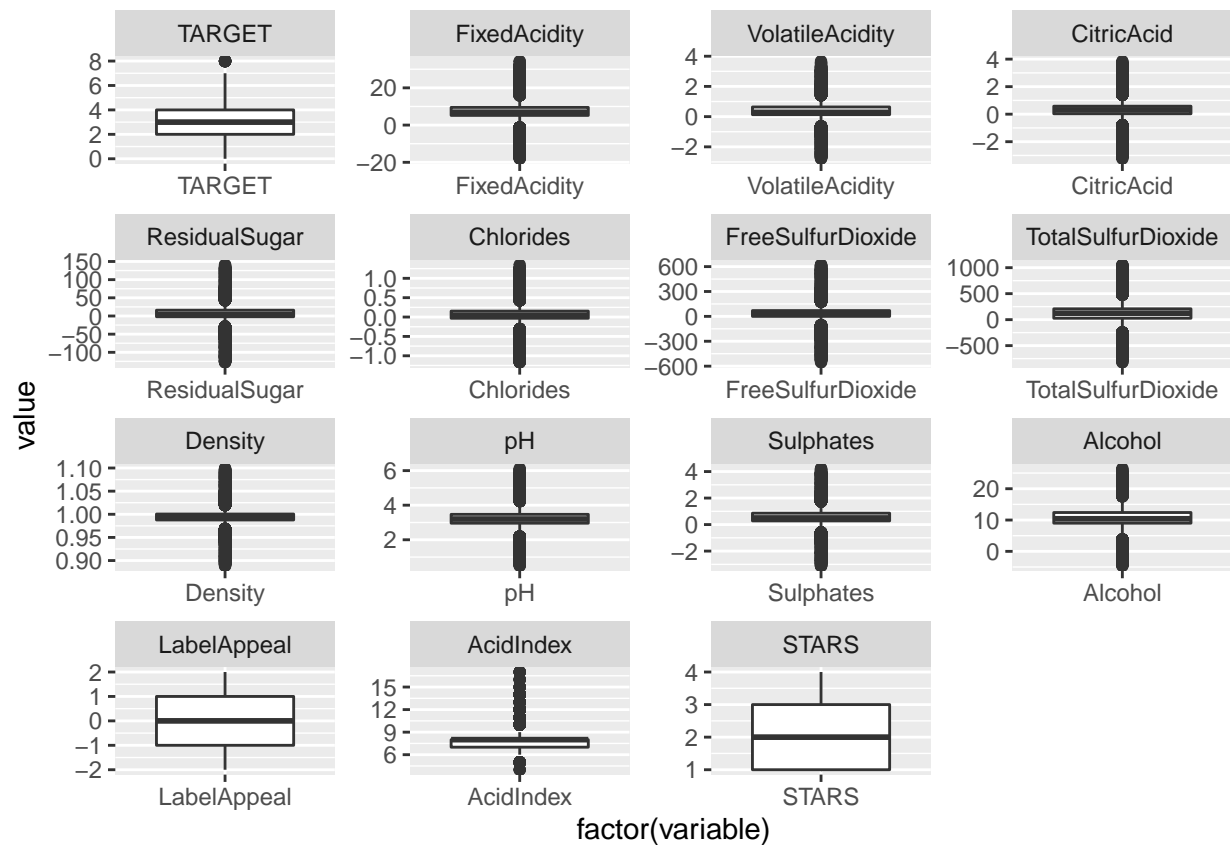 TARGET
FixedAcidity
VolatileAcidity
CitricAcid
8
6
4
2
0
20
0
−20
4
2
0
−2
4
2
0
−2
TARGET
FixedAcidity
VolatileAcidity
CitricAcid
ResidualSugar
Chlorides
FreeSulfurDioxide
TotalSulfurDioxide
150
100
50
0
−50
−100
1.0
0.5
0.0
−0.5
−1.0
600
300
0
−300
−600
1000
500
0
−500
ResidualSugar
Chlorides
FreeSulfurDioxide
TotalSulfurDioxide
value
Density
pH
Sulphates
Alcohol
1.10
1.05
1.00
0.95
0.90
6
4
2
4
2
0
−2
20
10
0
Density
pH
Sulphates
Alcohol
LabelAppeal
AcidIndex
STARS
2
1
0
−1
−2
15
12
9
6
4
3
2
1
LabelAppeal
AcidIndex
STARS
factor(variable)